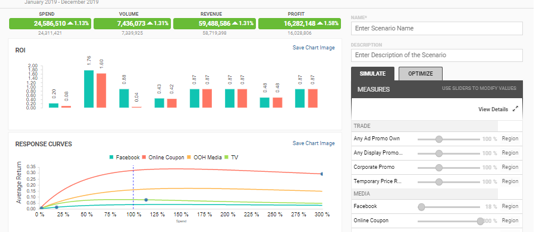 January 2019 - December 2019
SPEND
24,586,510 1.13%
24,311,421
VOLUME
7,436,073 1.31%
7,339,925
REVENUE
59,488,586 1.31%
58,719,398
PROFIT
16,282,148 1.58%
16,028,806
ROI
Save Chart Image
2.00
1.80
1.60
1.40
1.20
1.00
0.80
0.60
0.40
0.20
0.00
0.20
0.08
1.76
1.60
0.88
0.04
0.43
0.42
0.87
0.87
0.87
0.87
0.48
0.48
0.87
0.87
RESPONSE CURVES
Save Chart Image
Facebook Online Coupon OOH Media TV
Average Return
0.35
0.30
0.25
0.20
0.15
0.10
0.05
0.00
0 % 25 % 50 % 75 % 100 % 125 % 150 % 175 % 200 % 300 %
Spend
NAME*
Enter Scenario Name
DESCRIPTION
Enter Description of the Scenario
SIMULATE
OPTIMIZE
MEASURES
USE SLIDERS TO MODIFY VALUES
View Details
TRADE
Any Ad Promo Own 100 % Region
Any Display Promo... 100 % Region
Corporate Promo 100 % Region
Temporary Price R... 100 % Region
MEDIA
Facebook 18 % Region
Online Coupon 300 % Region